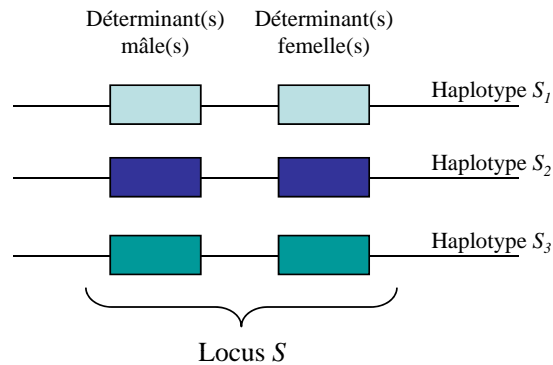 Déterminant(s)
mâle(s)
Déterminant(s)
femelle(s)
Haplotype S1
Haplotype S2
Haplotype S3
Locus S